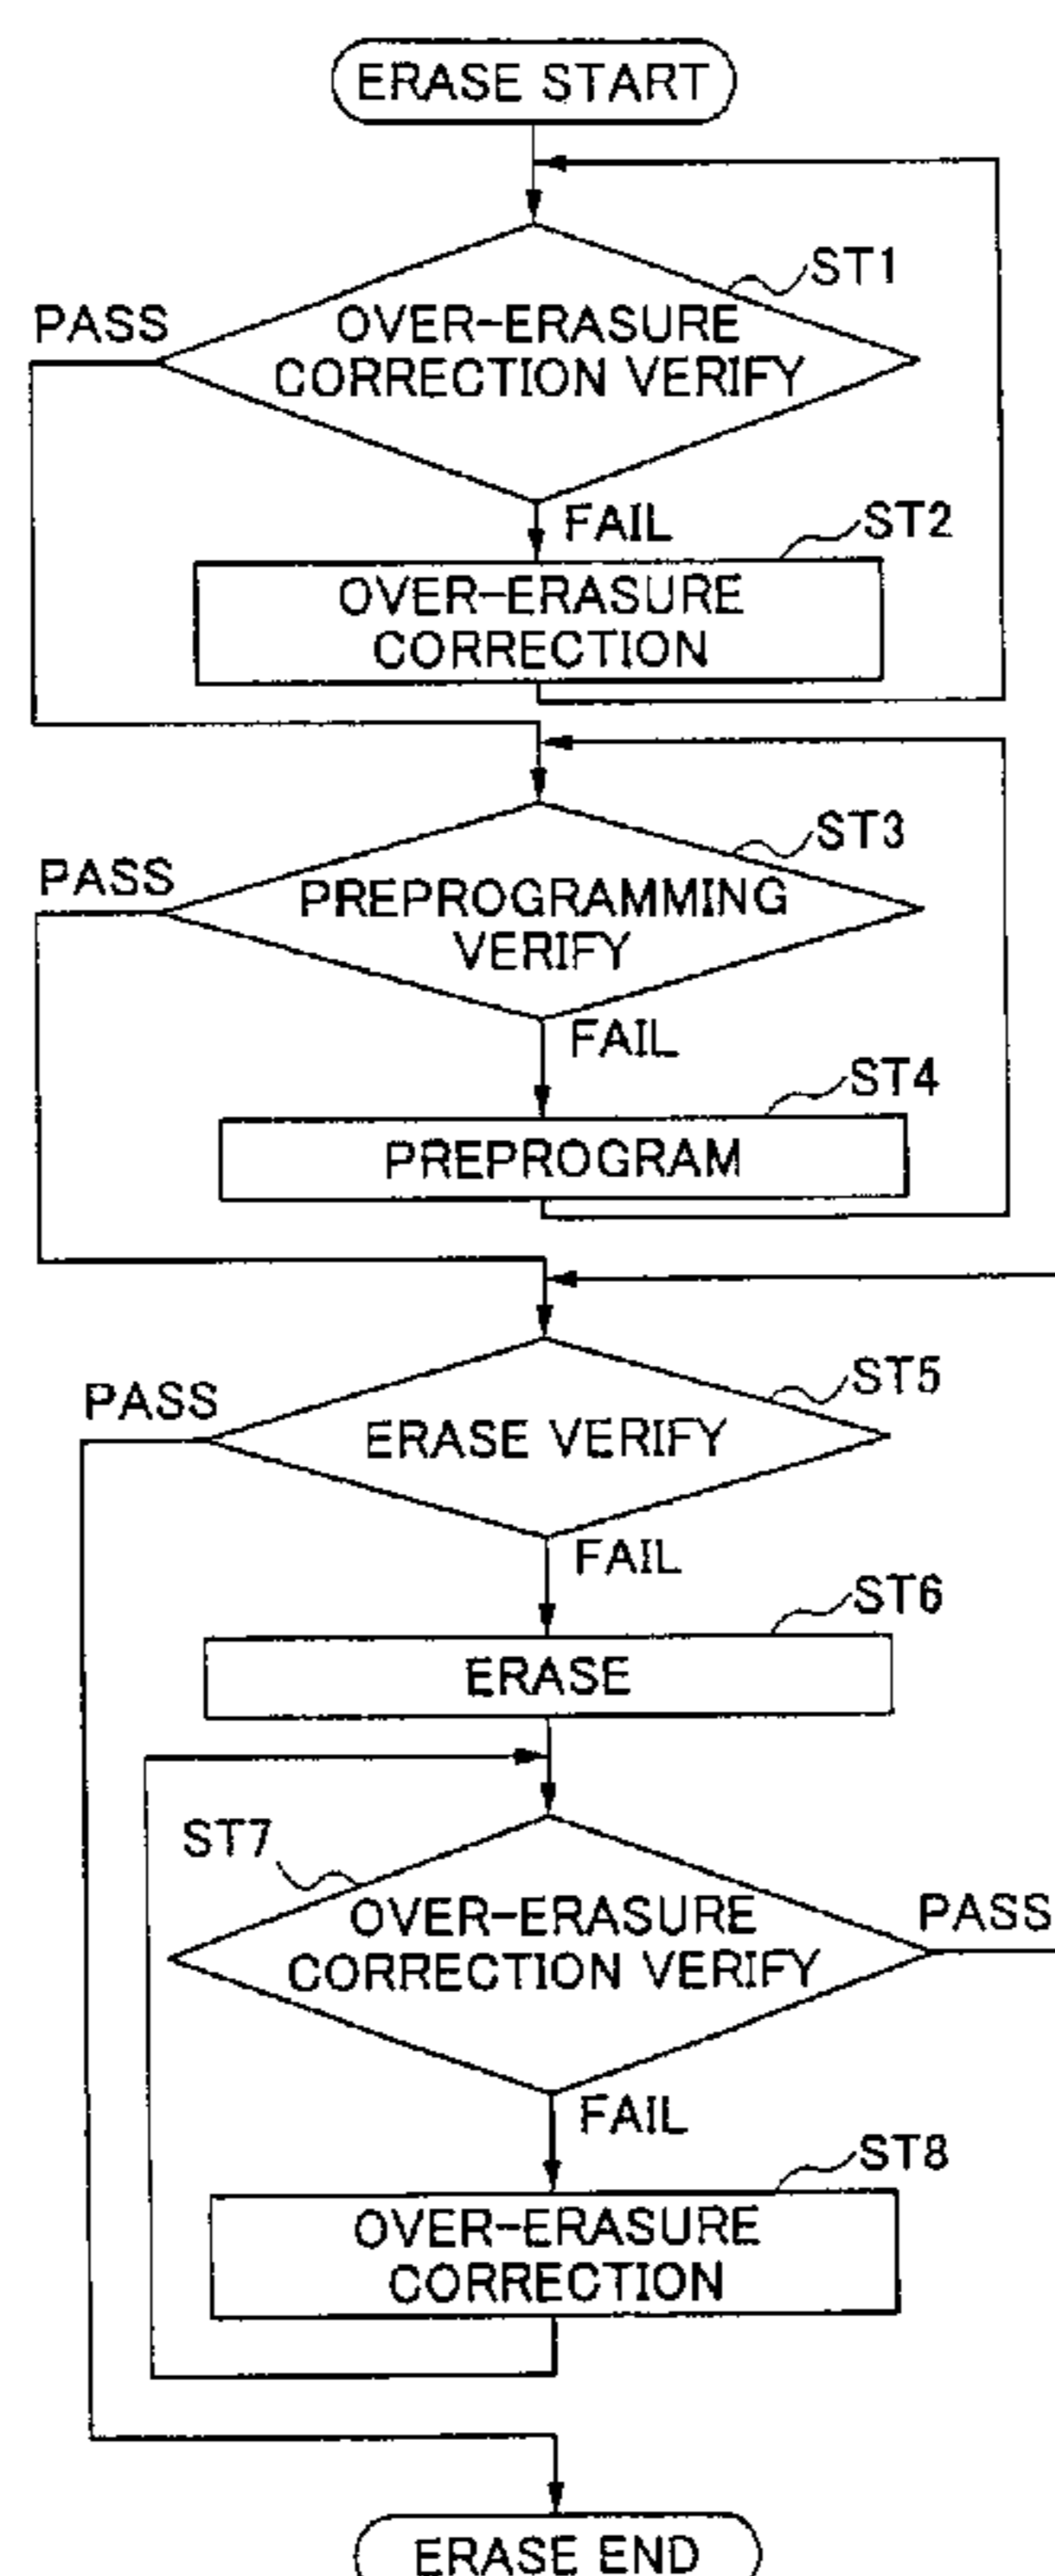 ERASE START
ST1
PASS
OVER-ERASURE
CORRECTION VERIFY
FAIL
ST2
OVER-ERASURE
CORRECTION
ST3
PASS
PREPROGRAMMING
VERIFY
FAIL
ST4
PREPROGRAM
ST5
PASS
ERASE VERIFY
FAIL
ST6
ERASE
ST7
OVER-ERASURE
PASS
CORRECTION VERIFY
FAIL
ST8
OVER-ERASURE
CORRECTION
ERASE END